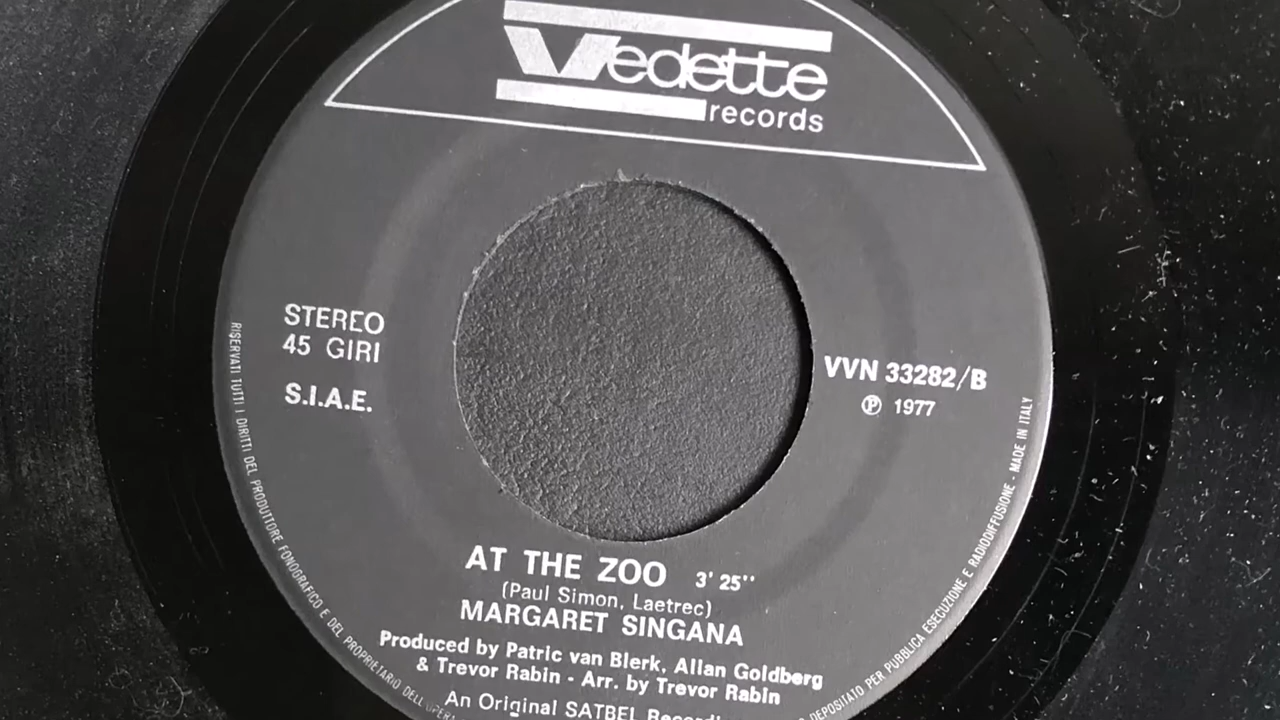 Vedette
records
STEREO
45 GIRI
S.I.A.E.
VVN 33282/B
℗ 1977
AT THE ZOO 3' 25''
(Paul Simon, Laetrec)
MARGARET SINGANA
Produced by Patric van Blerk, Allan Goldberg
& Trevor Rabin - Arr. by Trevor Rabin
An Original SATBEL
RISERVATI TUTTI I DIRITTI DEL PRODUTTORE FONOGRAFICO E DEL PROPRIETARIO DELL'OPERA
DEPOSITATO PER PUBBLICA ESECUZIONE E RADIODIFFUSIONE - MADE IN ITALY